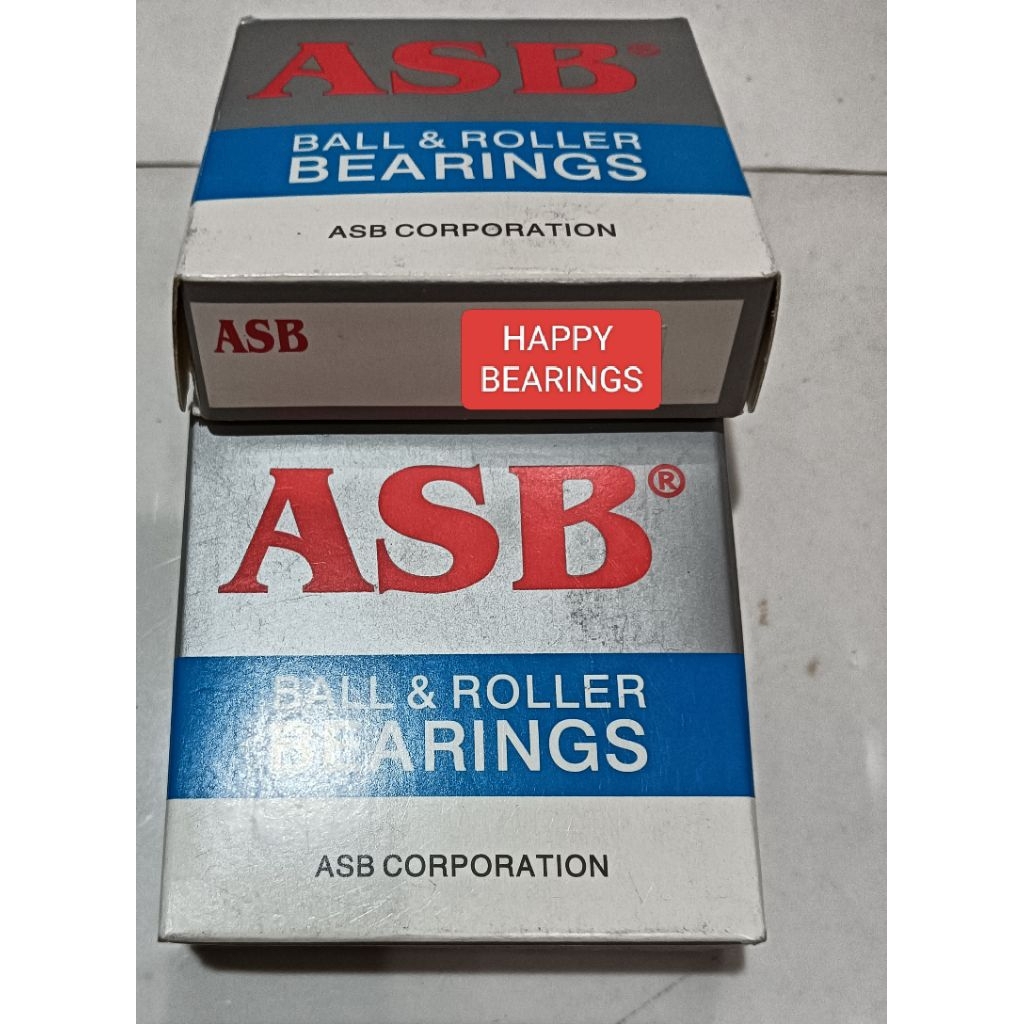 ASB®
BALL & ROLLER
BEARINGS
ASB CORPORATION
ASB
HAPPY
BEARINGS
ASB®
BALL & ROLLER
BEARINGS
ASB CORPORATION